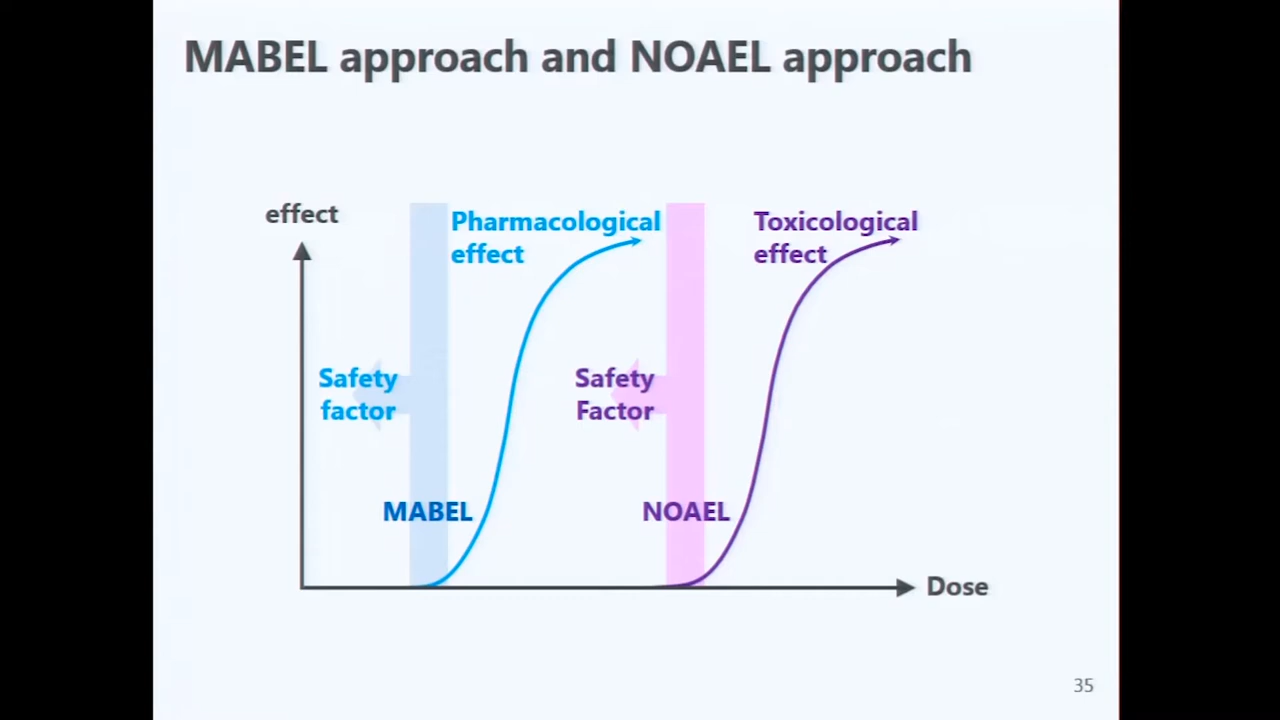 MABEL approach and NOAEL approach
effect
Pharmacological
effect
Toxicological
effect
Safety
factor
Safety
Factor
MABEL
NOAEL
Dose
35